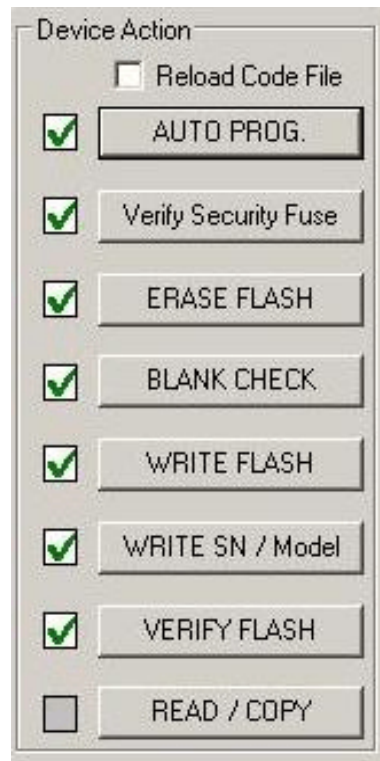 Device Action
Reload Code File
AUTO PROG.
Verify Security Fuse
ERASE FLASH
BLANK CHECK
WRITE FLASH
WRITE SN / Model
VERIFY FLASH
READ / COPY